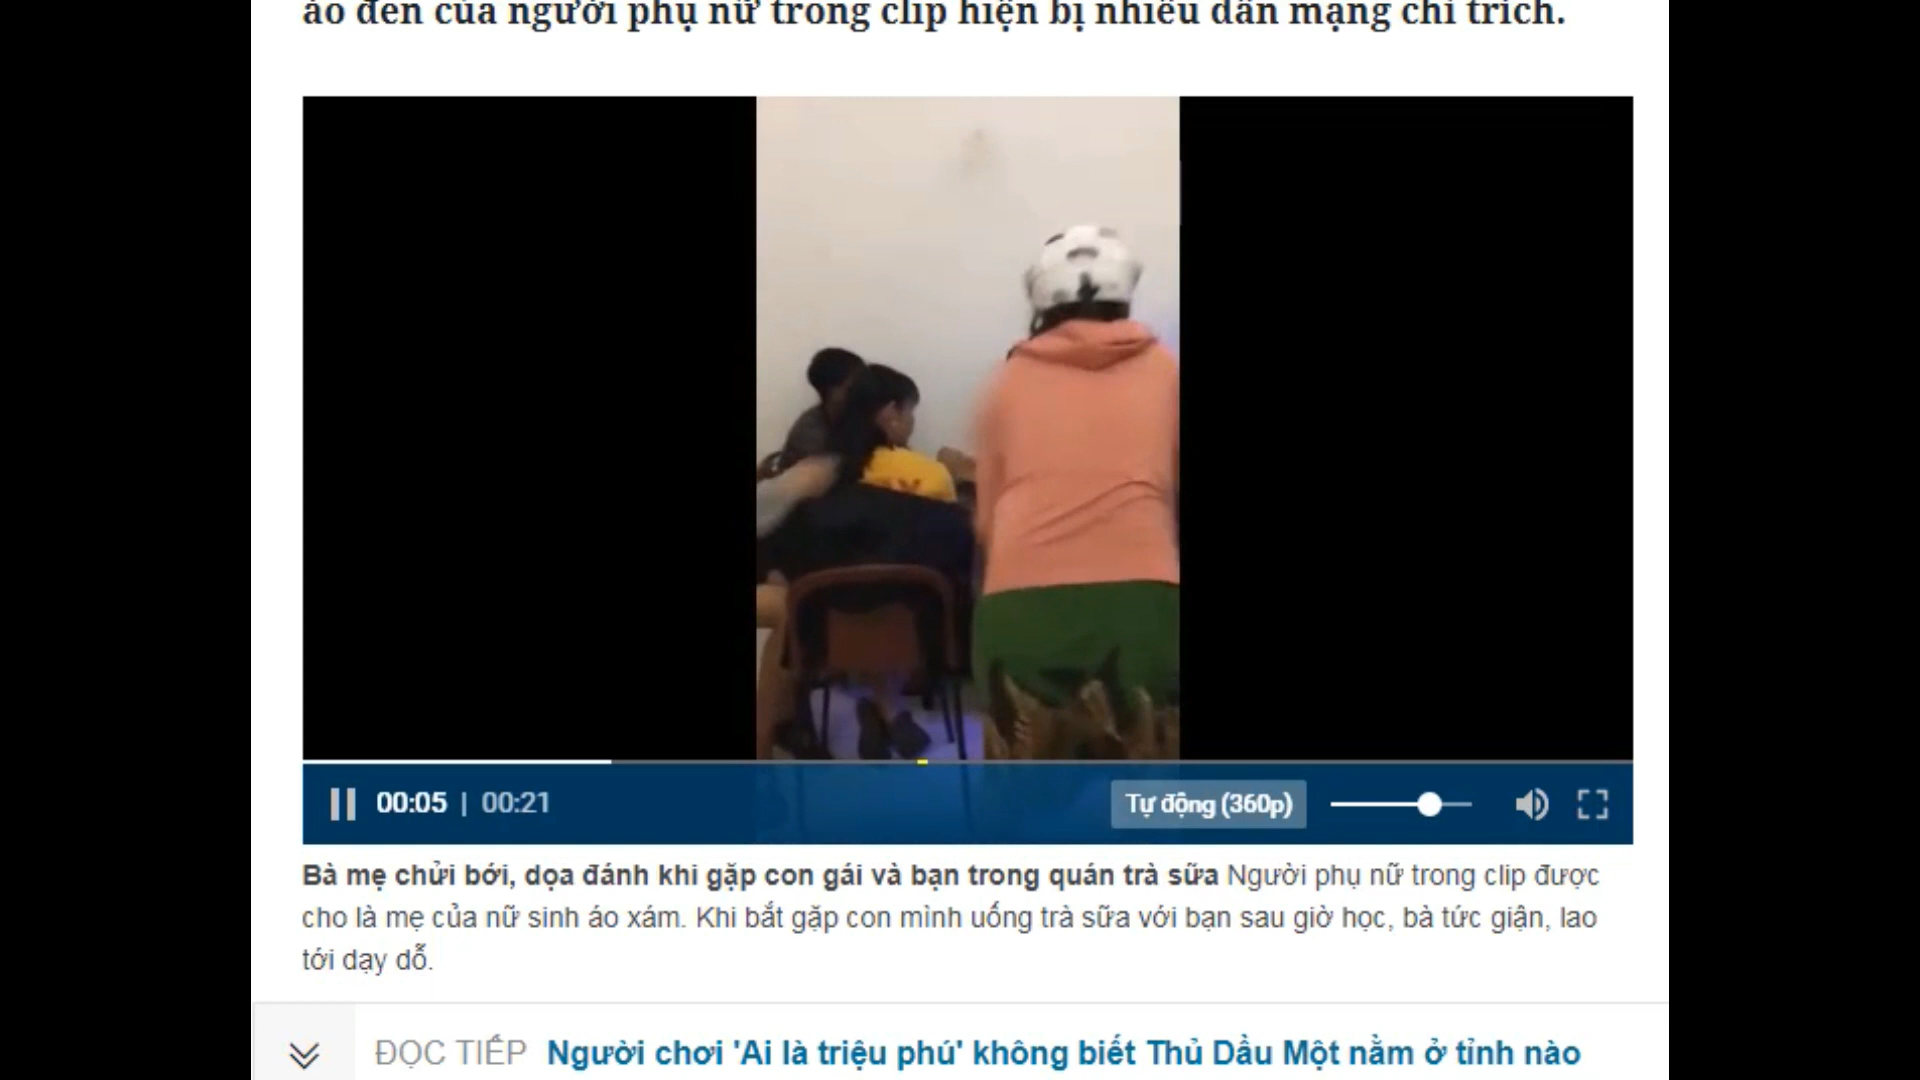 áo đen của người phụ nữ trong clip hiện bị nhiều dân mạng chỉ trích.
00:05 | 00:21
Tự động (360p)
Bà mẹ chửi bới, dọa đánh khi gặp con gái và bạn trong quán trà sữa Người phụ nữ trong clip được
cho là mẹ của nữ sinh áo xám. Khi bắt gặp con mình uống trà sữa với bạn sau giờ học, bà tức giận, lao
tới dạy dỗ.
ĐỌC TIẾP Người chơi 'Ai là triệu phú' không biết Thủ Dầu Một nằm ở tỉnh nào